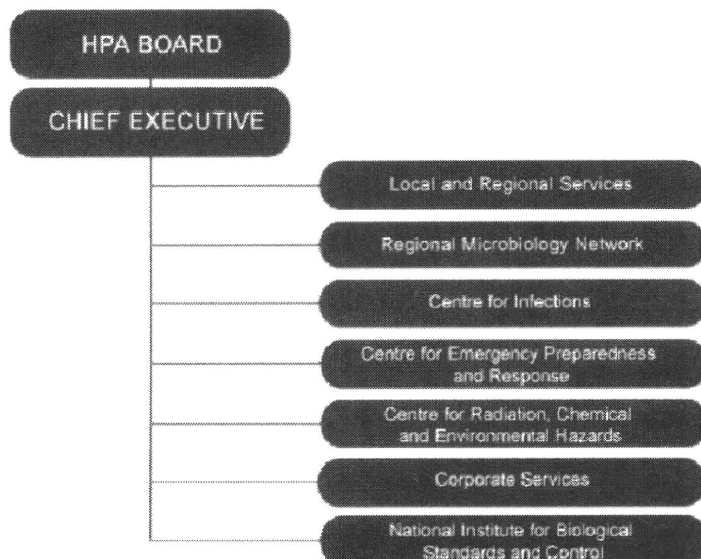 HPA BOARD
CHIEF EXECUTIVE
Local and Regional Services
Regional Microbiology Network
Centre for Infections
Centre for Emergency Preparedness
and Response
Centre for Radiation, Chemical
and Environmental Hazards
Corporate Services
National Institute for Biological
Standards and Control